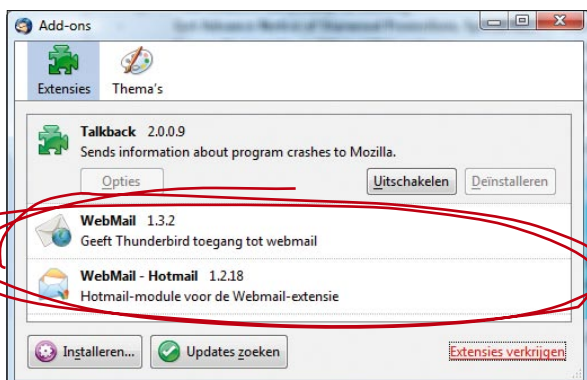 Add-ons
Extensies Thema's
Talkback 2.0.0.9
Sends information about program crashes to Mozilla.
Opties Uitschakelen Deïnstalleren
WebMail 1.3.2
Geeft Thunderbird toegang tot webmail
WebMail - Hotmail 1.2.18
Hotmail-module voor de Webmail-extensie
Installeren... Updates zoeken Extensies verkrijgen